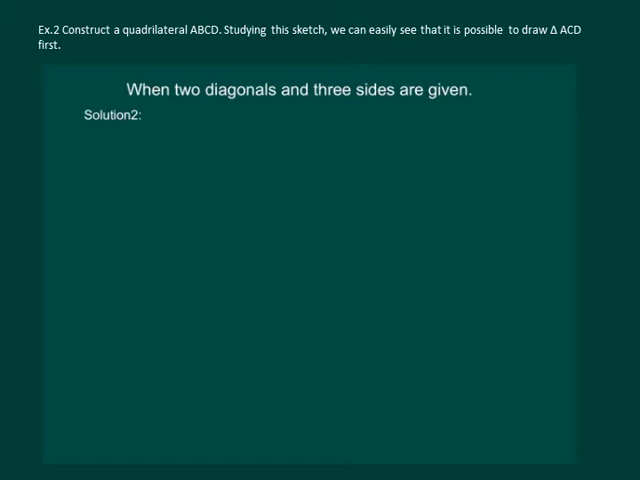 Ex.2 Construct a quadrilateral ABCD. Studying this sketch, we can easily see that it is possible to draw Δ ACD
first.
When two diagonals and three sides are given.
Solution2: